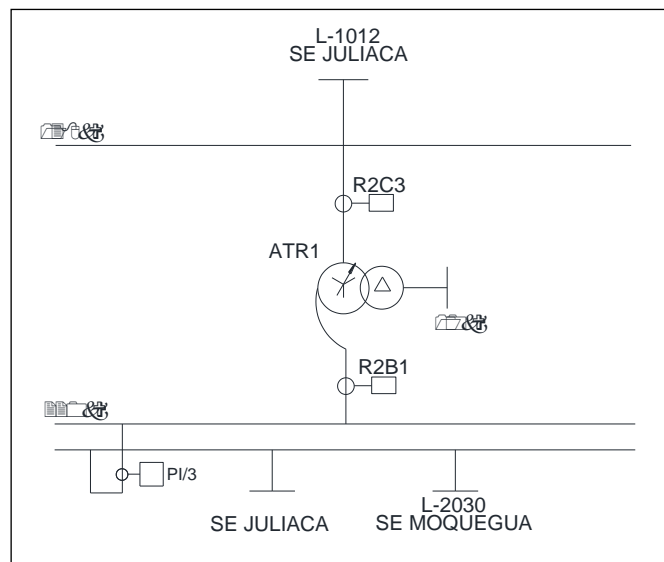 L-1012
SE JULIACA
R2C3
ATR1
R2B1
PI/3
SE JULIACA
L-2030
SE MOQUEGUA